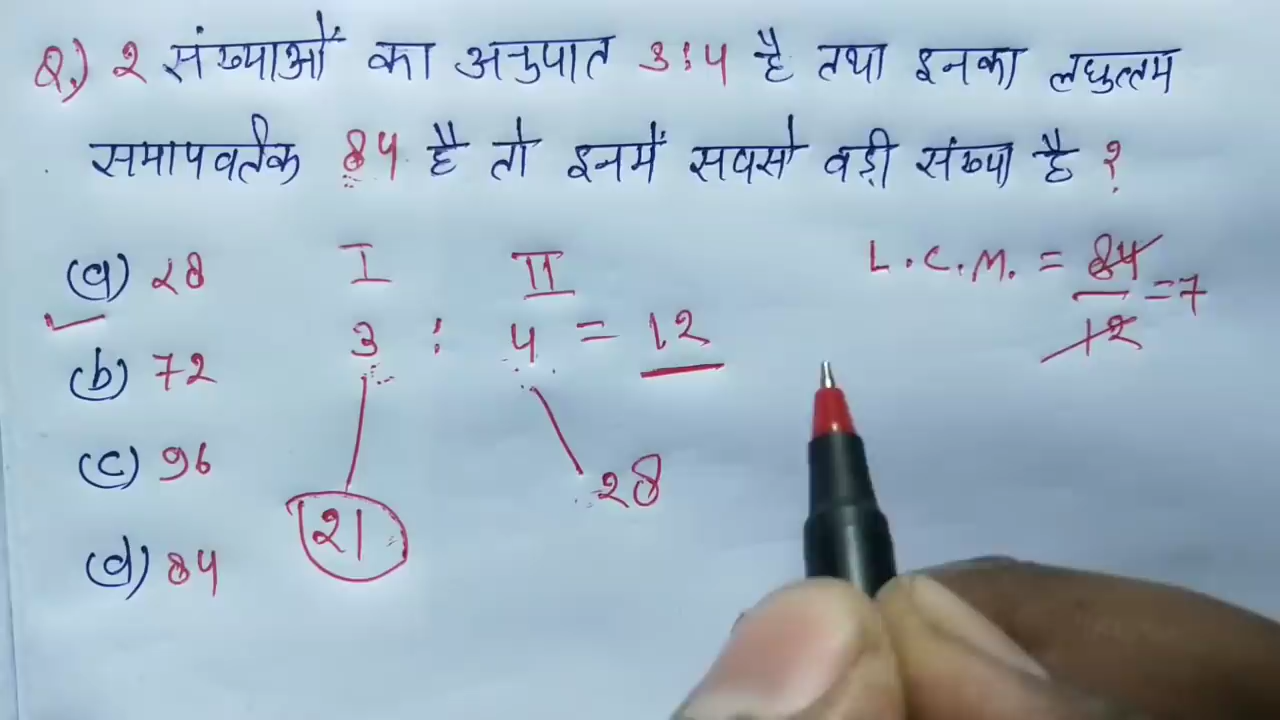 Q.) 2 संख्याओं का अनुपात 3:4 है तथा इनका लघुत्तम
समापवर्तक 84 है तो इनमें सबसे बड़ी संख्या है ?
(a) 28
(b) 72
(c) 96
(d) 84
I II
3 : 4 = 12
21 28
L.C.M. = 84/12 = 7